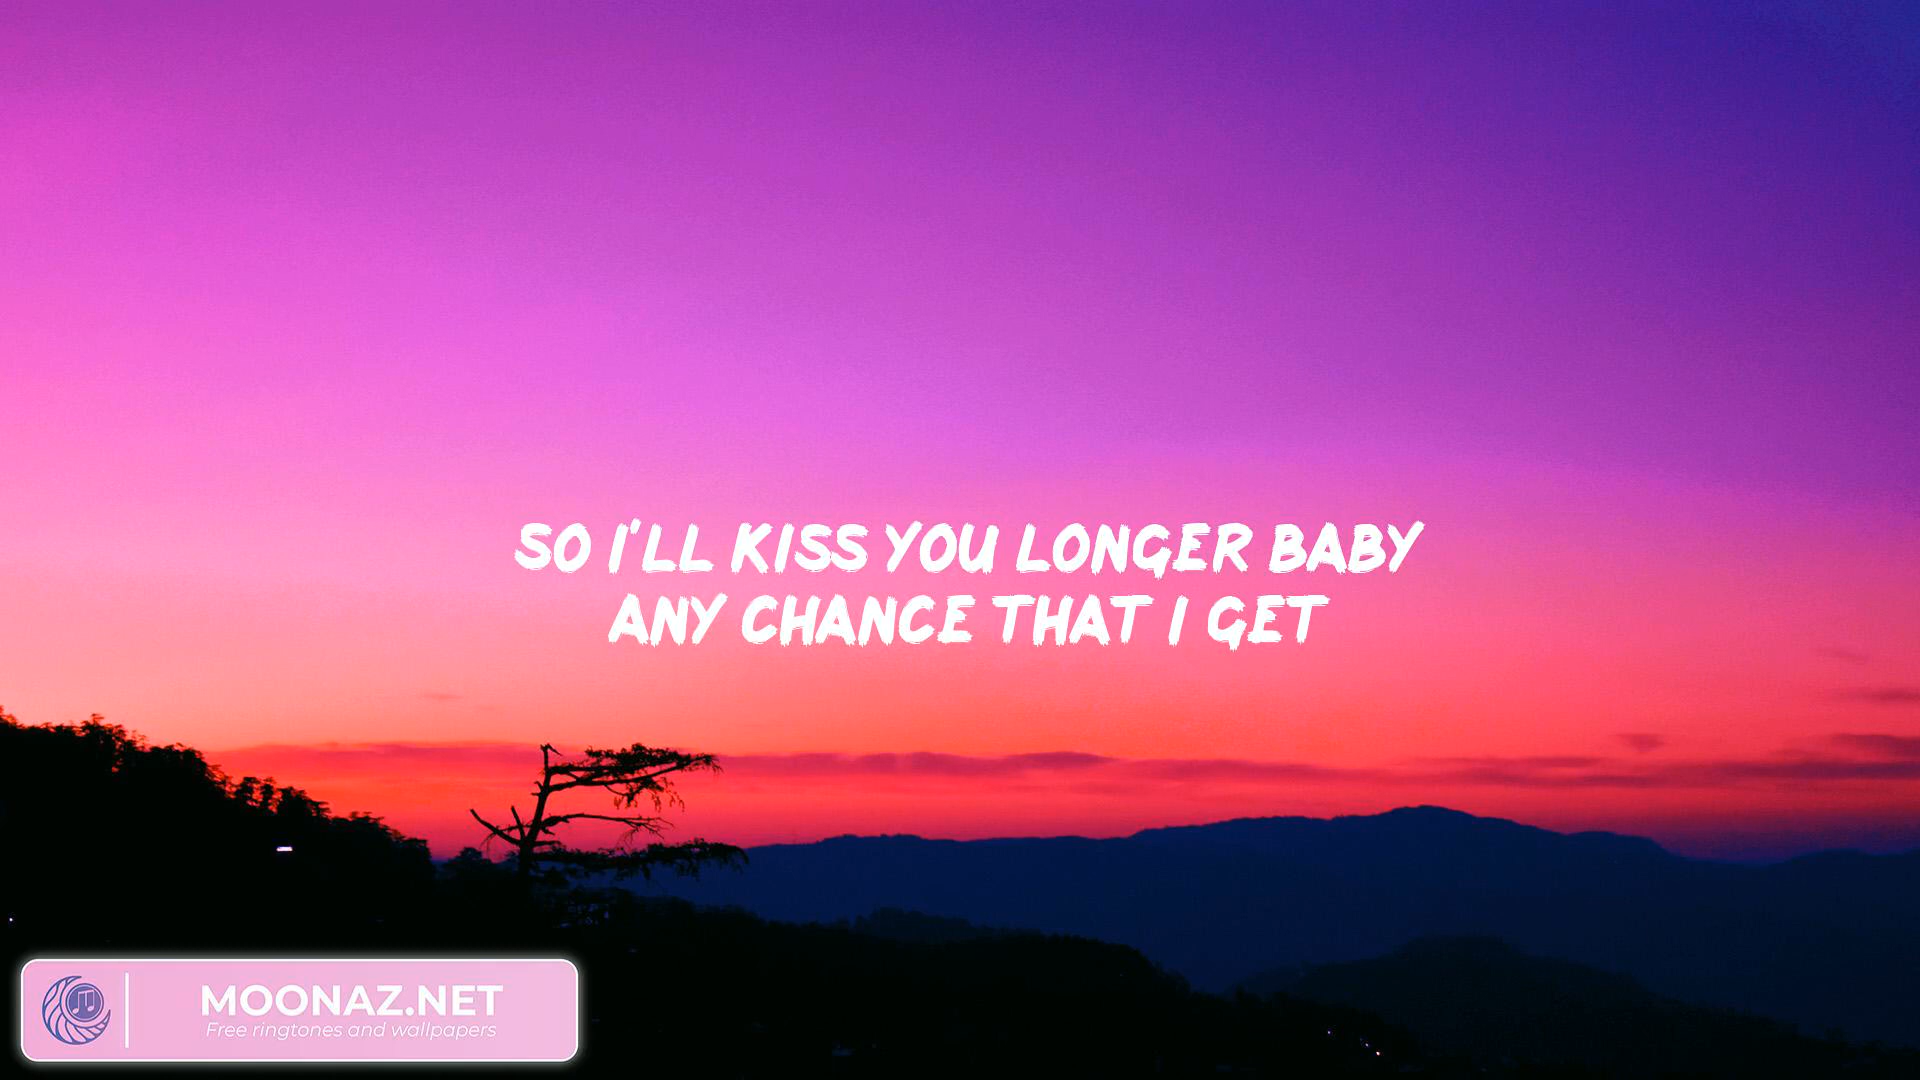 SO I'LL KISS YOU LONGER BABY
ANY CHANCE THAT I GET
MOONAZ.NET
Free ringtones and wallpapers